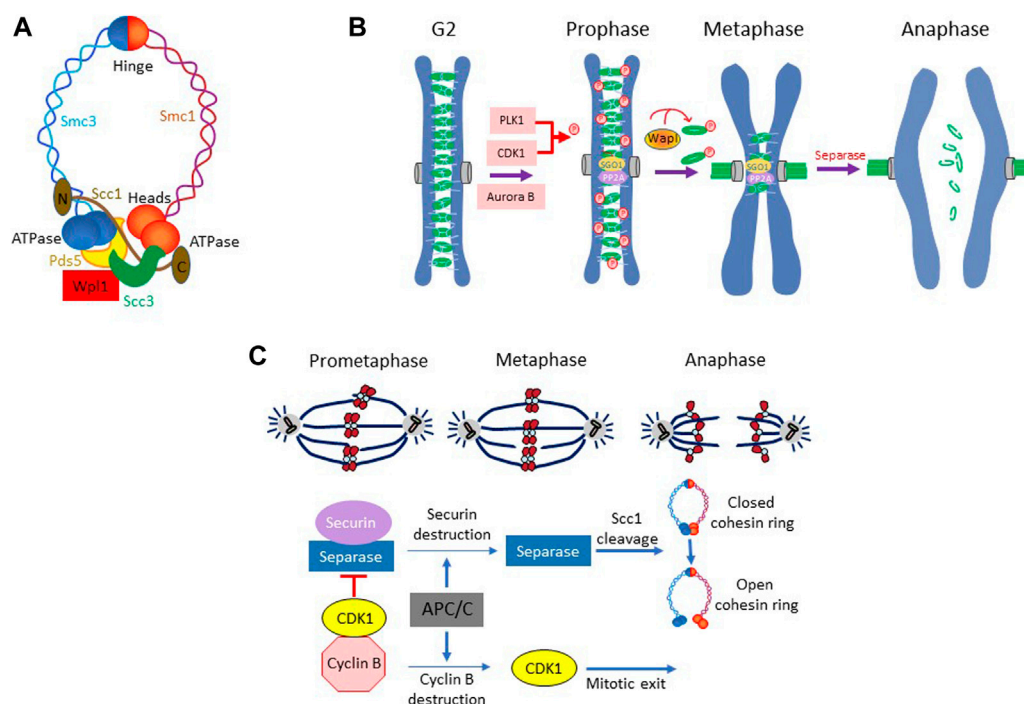 A
Hinge
Smc3
Smc1
Scc1
N
Heads
ATPase
ATPase
Pds5
C
Wpl1
Scc3
B
G2
Prophase
Metaphase
Anaphase
PLK1
CDK1
Aurora B
P
P
P
P
P
P
P
P
P
P
P
P
P
P
SGO1
PP2A
Wapl
P
P
SGO1
PP2A
Separase
C
Prometaphase
Metaphase
Anaphase
Securin
Separase
Securin
destruction
Separase
Scc1
cleavage
Closed
cohesin ring
Open
cohesin ring
CDK1
Cyclin B
APC/C
Cyclin B
destruction
CDK1
Mitotic exit